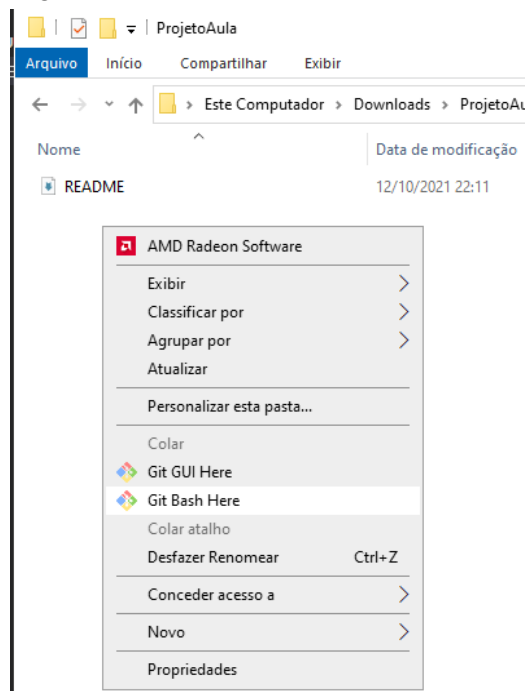 ProjetoAula
Arquivo Início Compartilhar Exibir
Este Computador > Downloads > ProjetoAu
Nome Data de modificação
README 12/10/2021 22:11
AMD Radeon Software
Exibir
Classificar por
Agrupar por
Atualizar
Personalizar esta pasta...
Colar
Git GUI Here
Git Bash Here
Colar atalho
Desfazer Renomear Ctrl+Z
Conceder acesso a
Novo
Propriedades